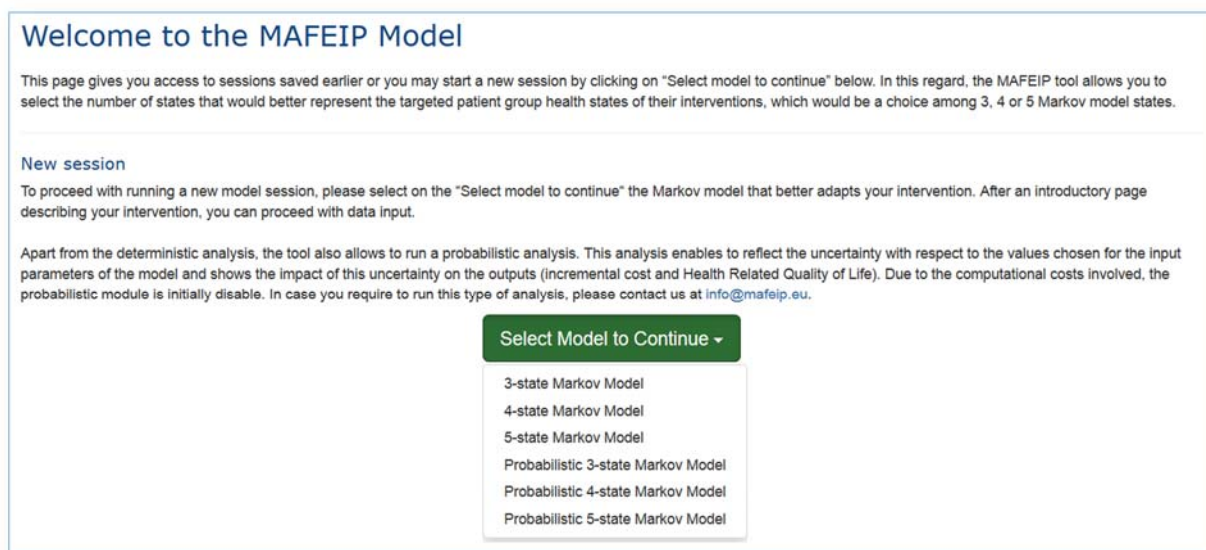 Welcome to the MAFEIP Model
This page gives you access to sessions saved earlier or you may start a new session by clicking on “Select model to continue” below. In this regard, the MAFEIP tool allows you to
select the number of states that would better represent the targeted patient group health states of their interventions, which would be a choice among 3, 4 or 5 Markov model states.
New session
To proceed with running a new model session, please select on the “Select model to continue“ the Markov model that better adapts your intervention. After an introductory page
describing your intervention, you can proceed with data input.
Apart from the deterministic analysis, the tool also allows to run a probabilistic analysis. This analysis enables to reflect the uncertainty with respect to the values chosen for the input
parameters of the model and shows the impact of this uncertainty on the outputs (incremental cost and Health Related Quality of Life). Due to the computational costs involved, the
probabilistic module is initially disable. In case you require to run this type of analysis, please contact us at info@mafeip.eu.
Select Model to Continue
3-state Markov Model
4-state Markov Model
5-state Markov Model
Probabilistic 3-state Markov Model
Probabilistic 4-state Markov Model
Probabilistic 5-state Markov Model